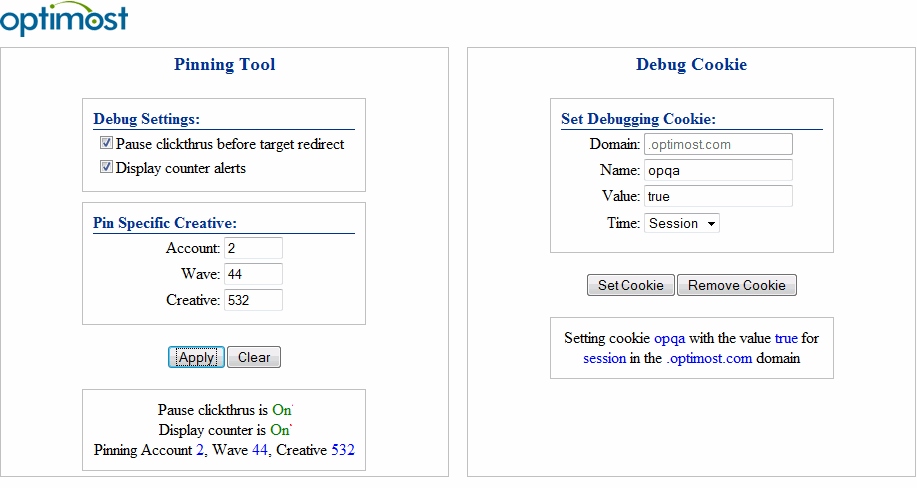 optimost
Pinning Tool
Debug Settings:
Pause clickthrus before target redirect
Display counter alerts
Pin Specific Creative:
Account: 2
Wave: 44
Creative: 532
Apply Clear
Pause clickthrus is On
Display counter is On
Pinning Account 2, Wave 44, Creative 532
Debug Cookie
Set Debugging Cookie:
Domain: .optimost.com
Name: opqa
Value: true
Time: Session
Set Cookie Remove Cookie
Setting cookie opqa with the value true for
session in the .optimost.com domain